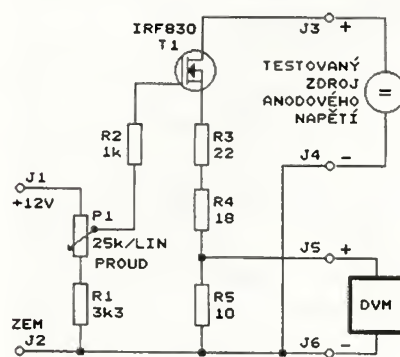 IRF830
T1
J3
+
TESTOVANÝ
ZDROJ
ANODOVÉHO
NAPĚTÍ
=
R2
1k
R3
22
J4
-
J1
+12V
R4
18
P1
25k/LIN
PROUD
J5
+
R1
3k3
R5
10
DVM
ZEM
J2
J6
-